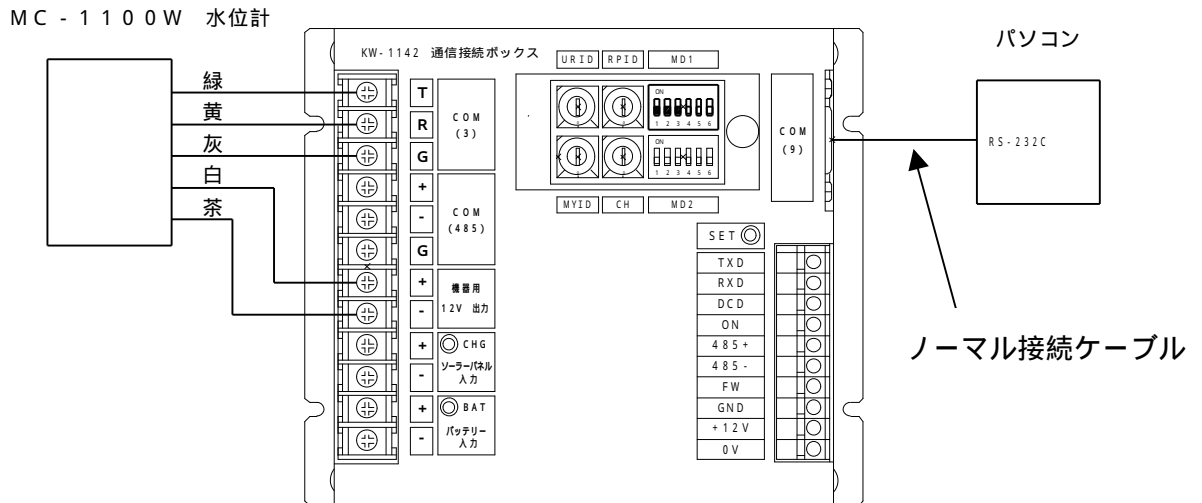 ＭＣ-１１００Ｗ 水位計
緑
黄
灰
白
茶
KW-1142 通信接続ボックス
URID RPID MD1
ON
1 2 3 4 5 6
ON
1 2 3 4 5 6
MYID CH MD2
T
R
G
COM
(3)
+
-
G
COM
(485)
+
-
機器用
12V 出力
+
-
CHG
ソーラーパネル
入力
+
-
BAT
バッテリー
入力
COM
(9)
SET
TXD
RXD
DCD
ON
485+
485-
FW
GND
+12V
0V
パソコン
RS-232C
ノーマル接続ケーブル